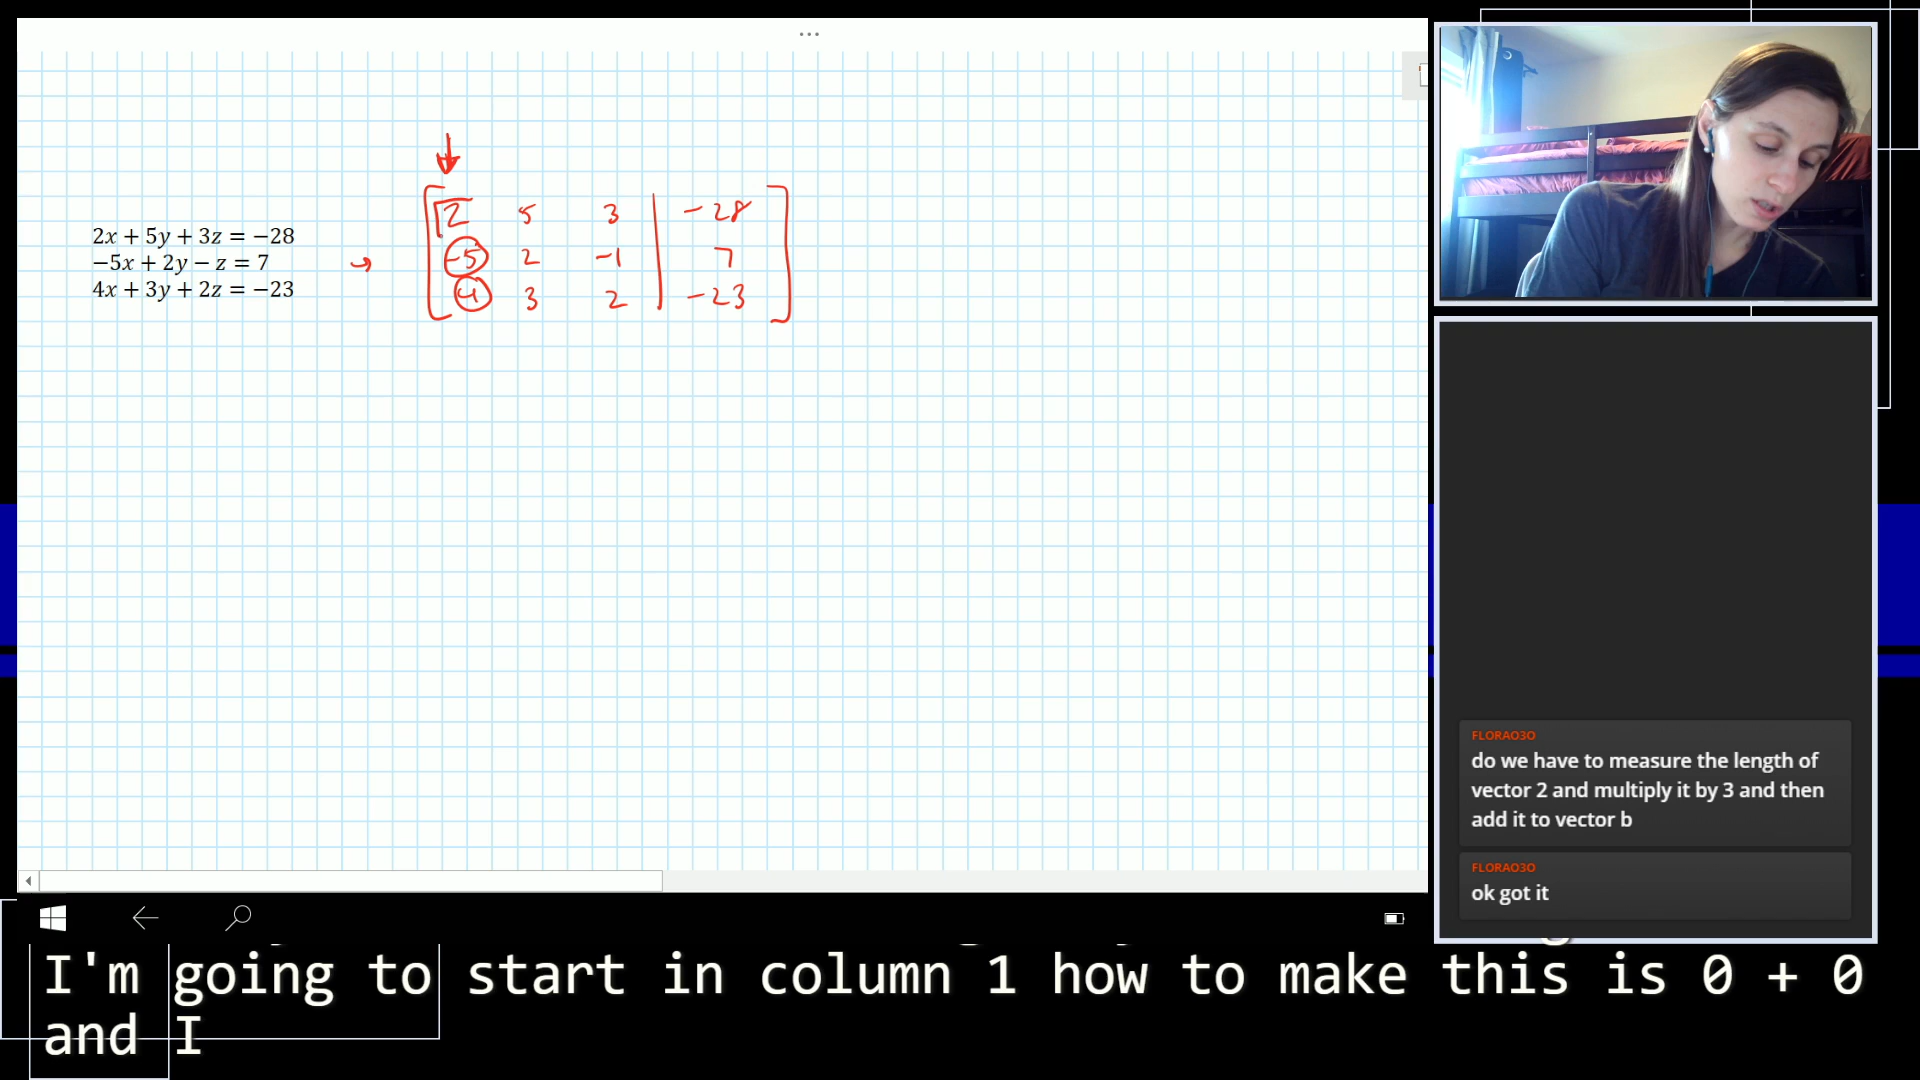 2x + 5y + 3z = −28
−5x + 2y − z = 7
4x + 3y + 2z = −23
2 5 3 | -28
-5 2 -1 | 7
4 3 2 | -23
FLORAO3O
do we have to measure the length of
vector 2 and multiply it by 3 and then
add it to vector b
FLORAO3O
ok got it
I'm going to start in column 1 how to make this is 0 + 0
and I